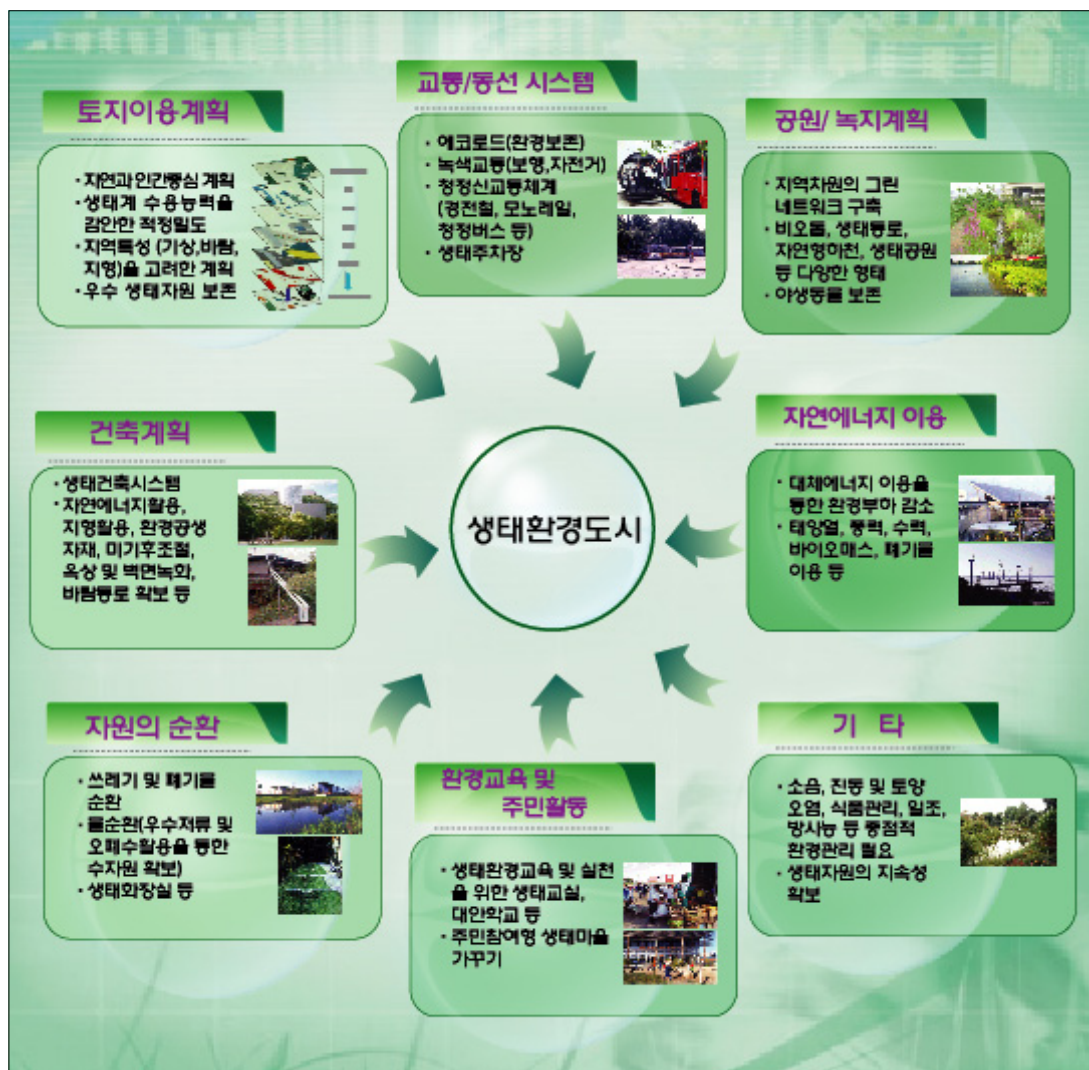 토지이용계획
· 자연과 인간중심 계획
· 생태계 수용능력을
감안한 적정밀도
· 지역특성 (기상,바람,
지형)을 고려한 계획
· 우수 생태자원 보존
교통/동선 시스템
· 에코로드(환경보존)
· 녹색교통(보행,자전거)
· 청정신교통체계
(경전철, 모노레일,
청정버스 등)
· 생태주차장
공원/ 녹지계획
· 지역차원의 그린
네트워크 구축
· 비오톱, 생태통로,
자연형하천, 생태공원
등 다양한 형태
· 야생동물 보존
건축계획
· 생태건축시스템
· 자연에너지활용,
지형활용, 환경공생
자재, 미기후조절,
옥상 및 벽면녹화,
바람통로 확보 등
생태환경도시
자연에너지 이용
· 대체에너지 이용을
통한 환경부하 감소
· 태양열, 풍력, 수력,
바이오매스, 폐기물
이용 등
자원의 순환
· 쓰레기 및 폐기물
순환
· 물순환(우수저류 및
오폐수활용을 통한
수자원 확보)
· 생태화장실 등
환경교육 및
주민활동
· 생태환경교육 및 실천
을 위한 생태교실,
대안학교 등
· 주민참여형 생태마을
가꾸기
기 타
· 소음, 진동 및 토양
오염, 식품관리, 일조,
방사능 등 중점적
환경관리 필요
· 생태자원의 지속성
확보